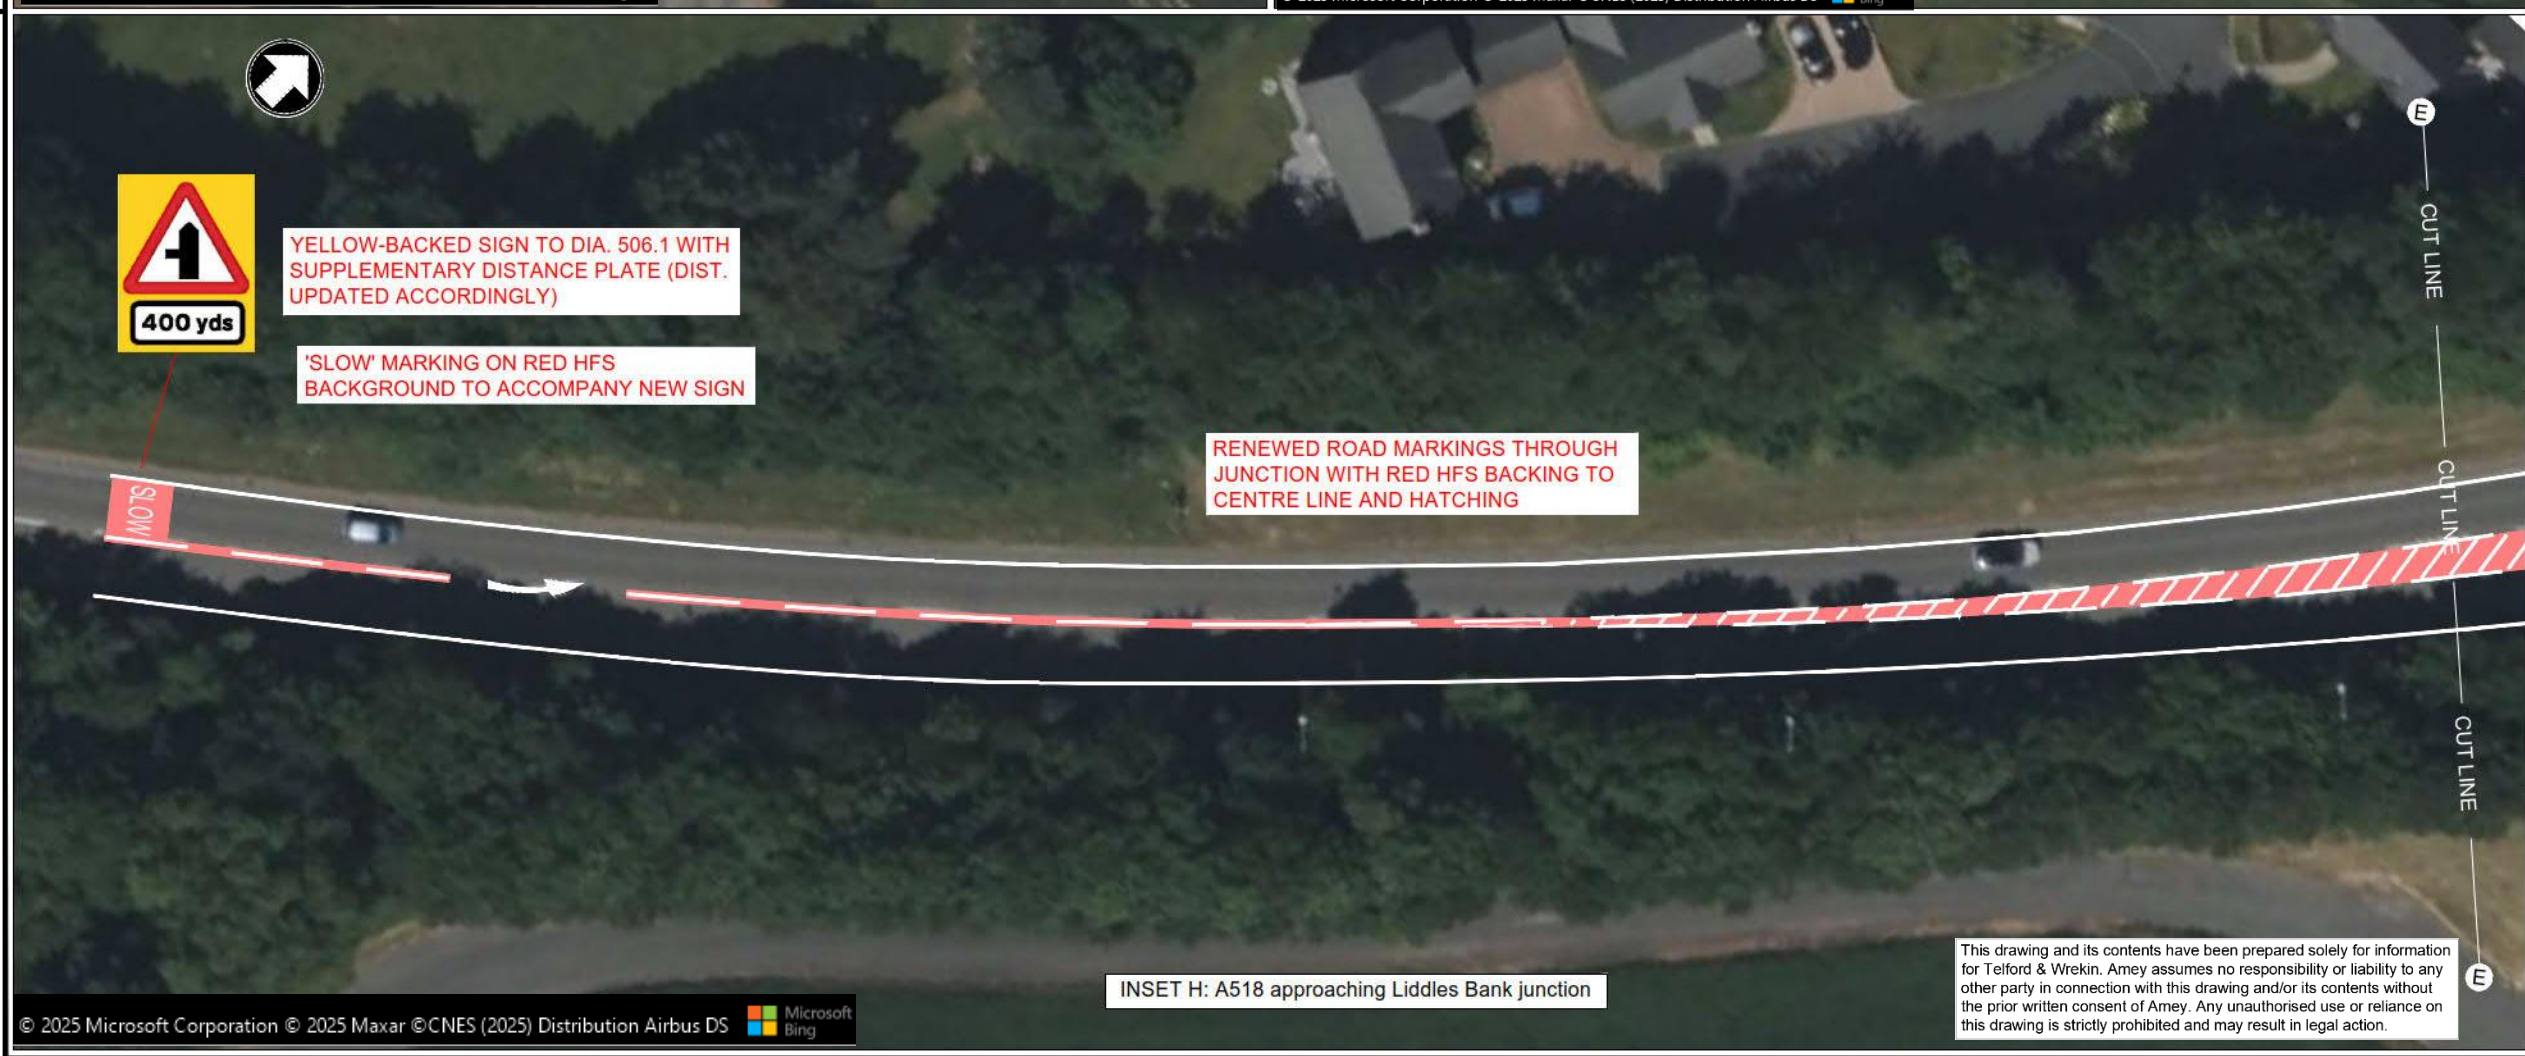 400 yds
YELLOW-BACKED SIGN TO DIA. 506.1 WITH
SUPPLEMENTARY DISTANCE PLATE (DIST.
UPDATED ACCORDINGLY)
'SLOW' MARKING ON RED HFS
BACKGROUND TO ACCOMPANY NEW SIGN
SLOW
RENEWED ROAD MARKINGS THROUGH
JUNCTION WITH RED HFS BACKING TO
CENTRE LINE AND HATCHING
E
CUT LINE
CUT LINE
CUT LINE
E
INSET H: A518 approaching Liddles Bank junction
This drawing and its contents have been prepared solely for information
for Telford & Wrekin. Amey assumes no responsibility or liability to any
other party in connection with this drawing and/or its contents without
the prior written consent of Amey. Any unauthorised use or reliance on
this drawing is strictly prohibited and may result in legal action.
© 2025 Microsoft Corporation © 2025 Maxar ©CNES (2025) Distribution Airbus DS
Microsoft
Bing